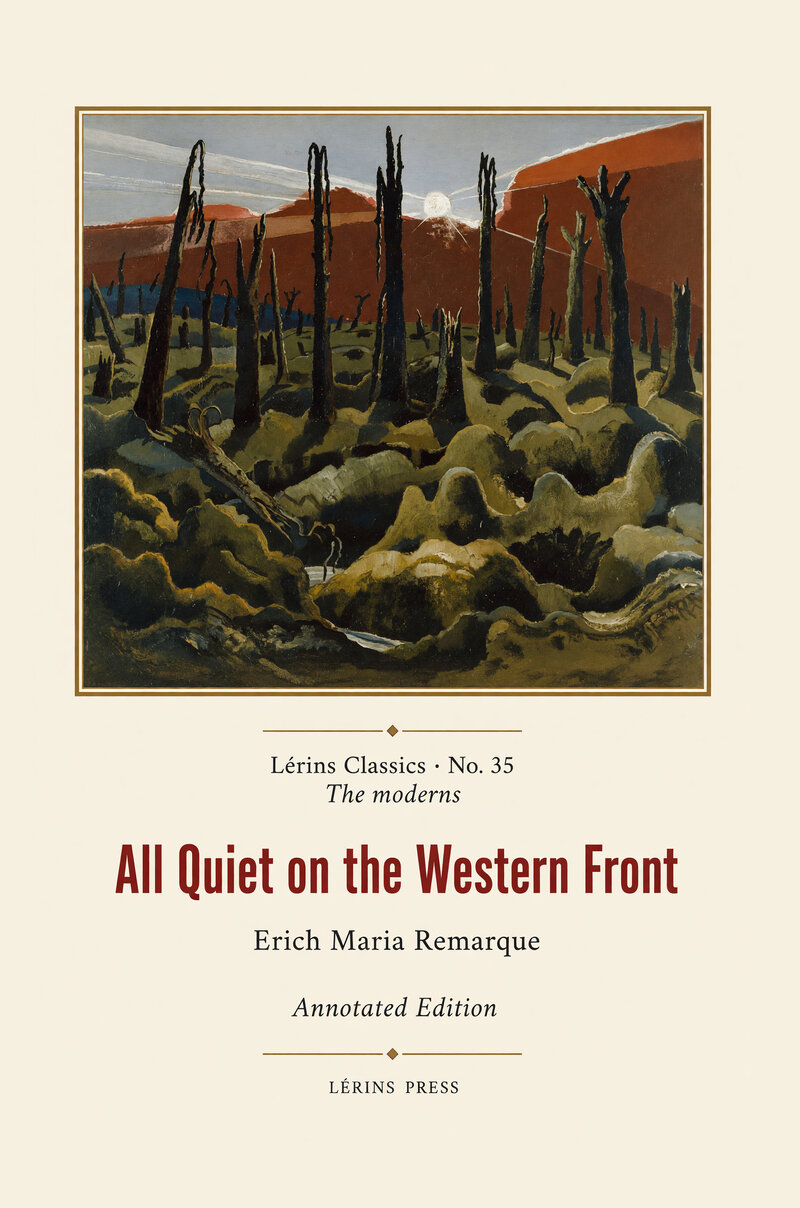 Lérins Classics · No. 35
The moderns
All Quiet on the Western Front
Erich Maria Remarque
Annotated Edition
LÉRINS PRESS